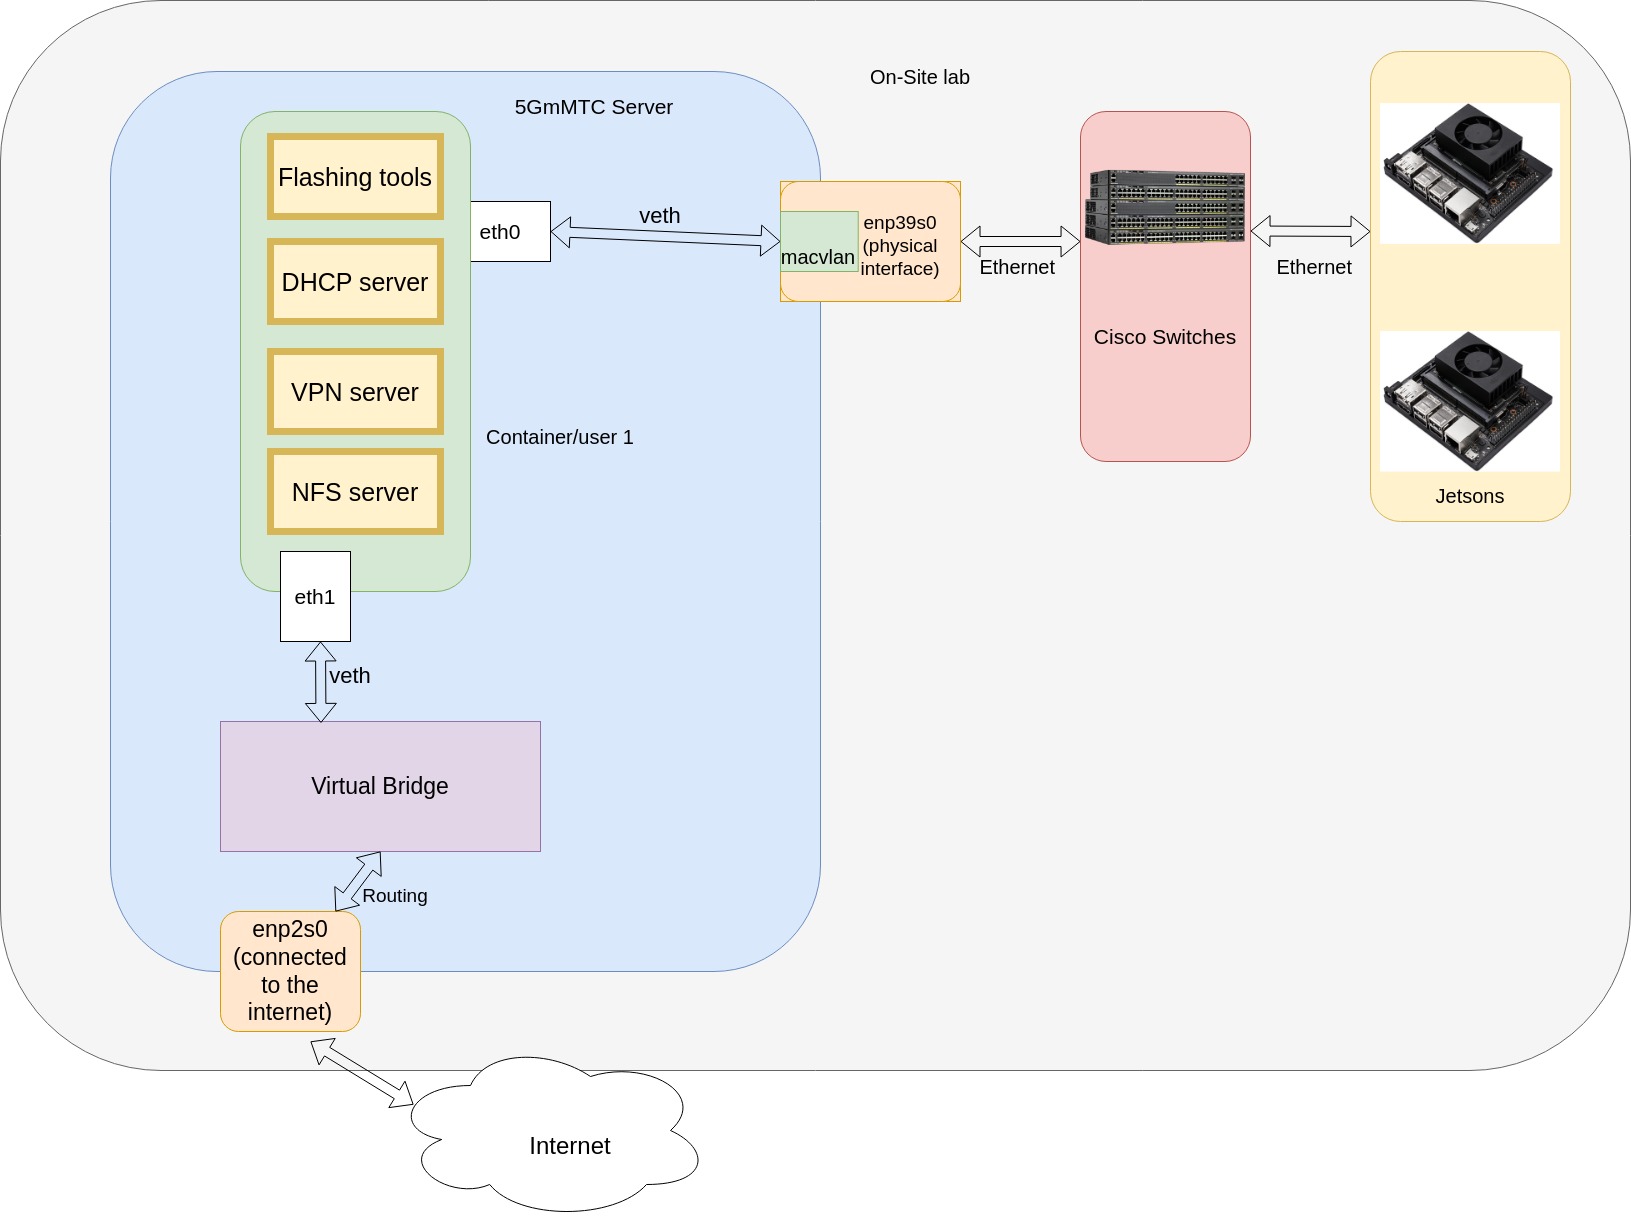 On-Site lab
5GmMTC Server
Flashing tools
eth0
veth
enp39s0
(physical
interface)
macvlan
Ethernet
Ethernet
DHCP server
Cisco Switches
VPN server
Container/user 1
NFS server
Jetsons
eth1
veth
Virtual Bridge
Routing
enp2s0
(connected
to the
internet)
Internet